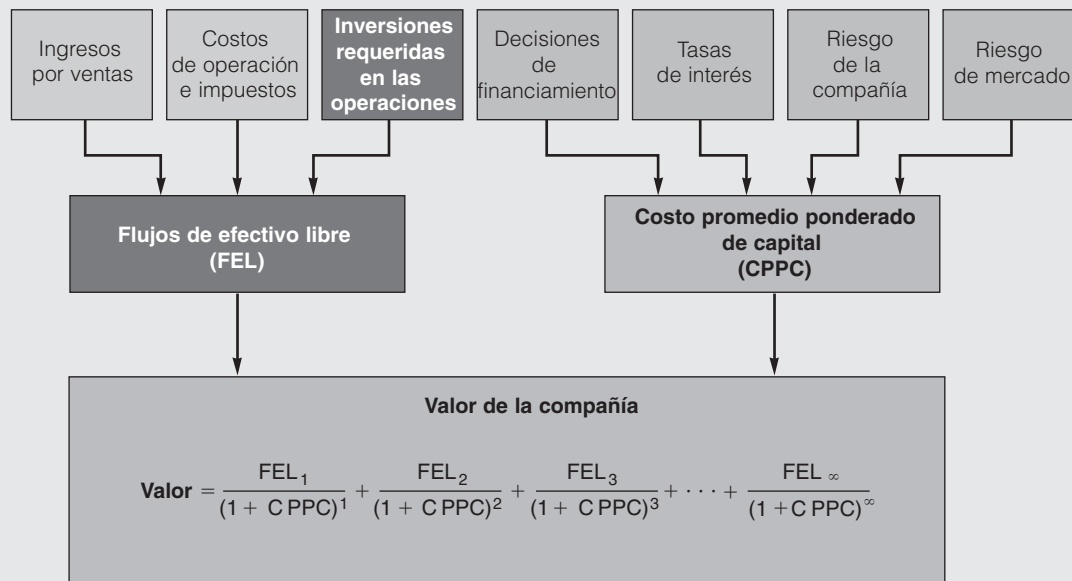 Ingresos
por ventas
Costos
de operación
e impuestos
Inversiones
requeridas
en las
operaciones
Decisiones
de
financiamiento
Tasas
de interés
Riesgo
de la
compañía
Riesgo
de mercado
Flujos de efectivo libre
(FEL)
Costo promedio ponderado
de capital
(CPPC)
Valor de la compañía
Valor = FEL₁/(1 + CPPC)¹ + FEL₂/(1 + CPPC)² + FEL₃/(1 + CPPC)³ + · · · + FEL∞/(1 + CPPC)^∞